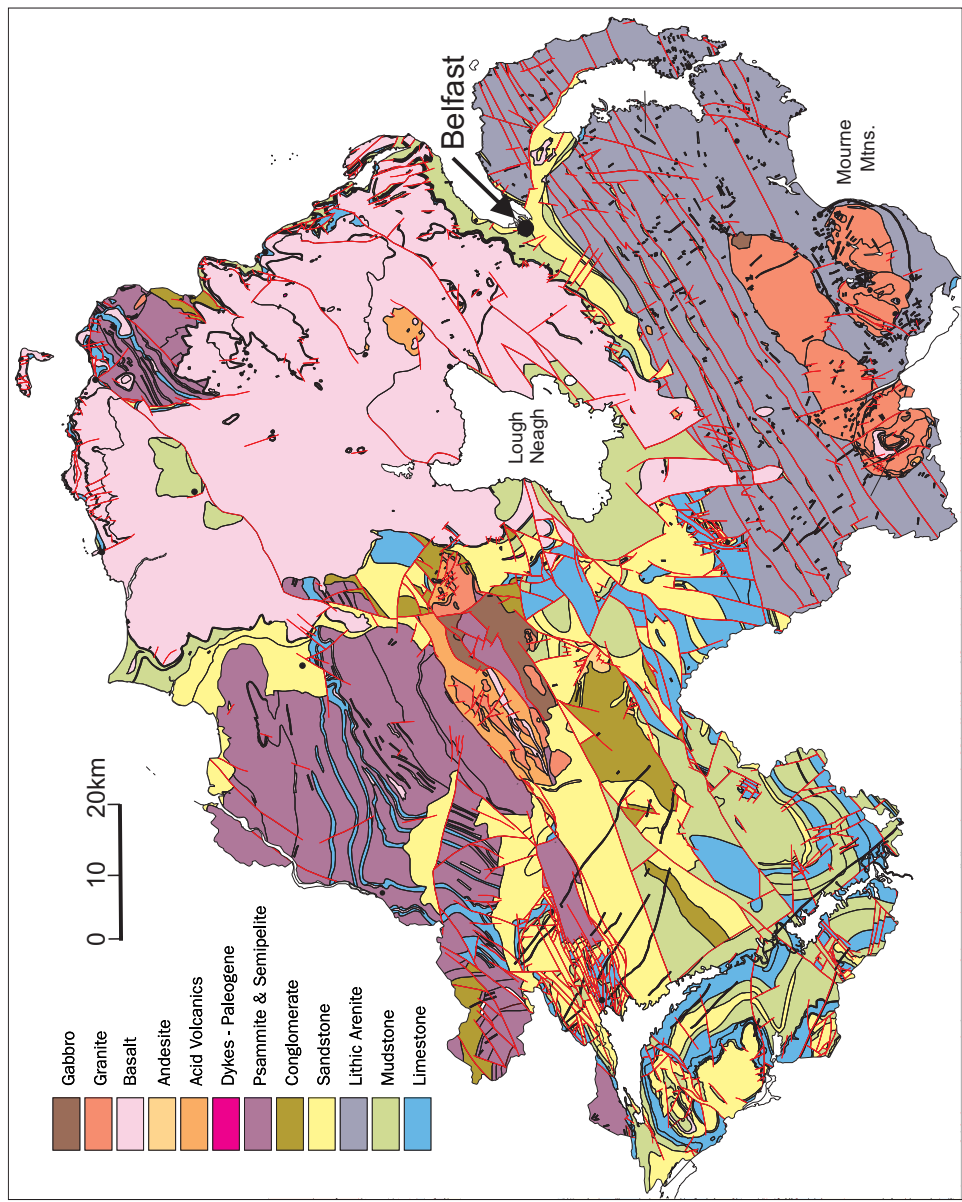 Gabbro
Granite
Basalt
Andesite
Acid Volcanics
Dykes - Paleogene
Psammite & Semipelite
Conglomerate
Sandstone
Lithic Arenite
Mudstone
Limestone
0 10 20km
Belfast
Lough
Neagh
Mourne
Mtns.